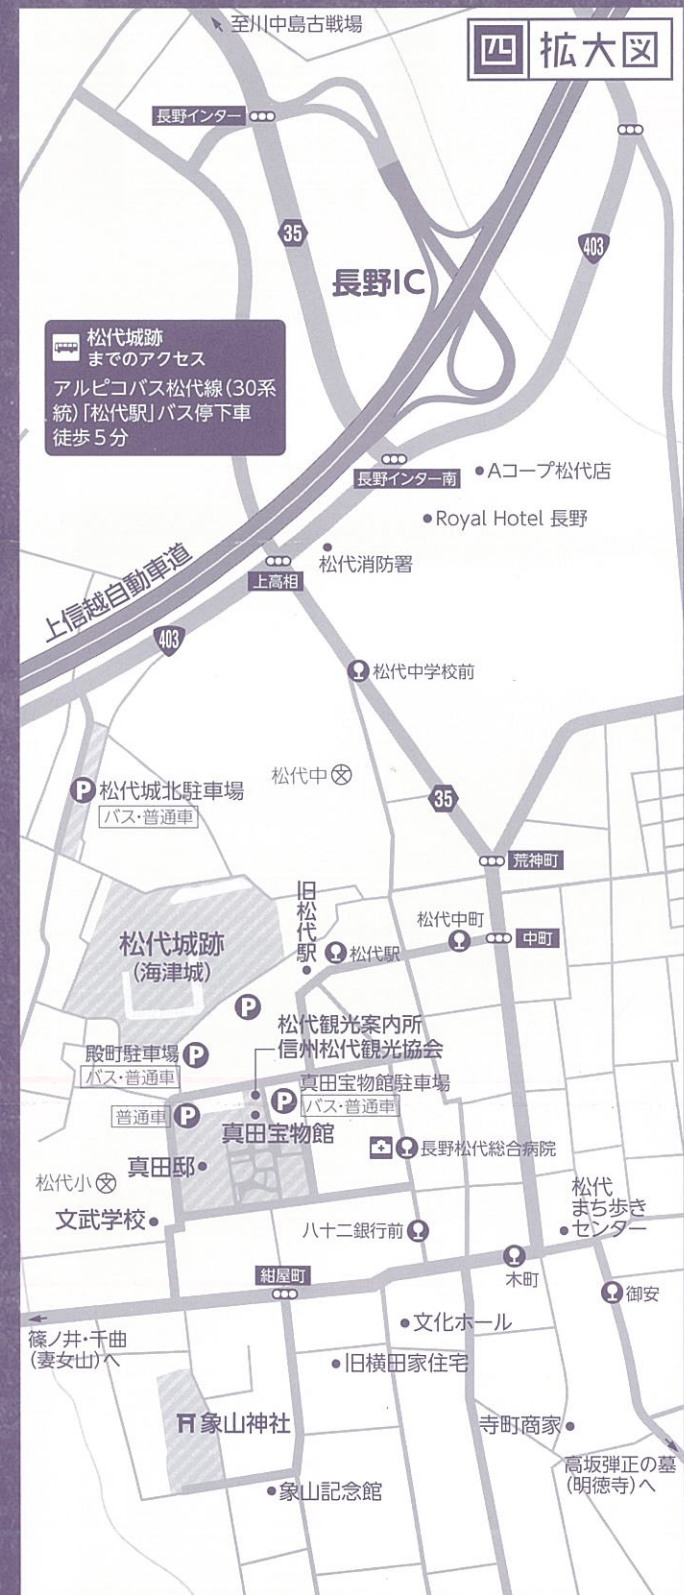 至川中島古戦場
四 拡大図
長野インター
35
403
長野IC
松代城跡
までのアクセス
アルピコバス松代線(30系
統)「松代駅」バス停下車
徒歩5分
長野インター南
Aコープ松代店
Royal Hotel 長野
松代消防署
上高相
上信越自動車道
403
松代中学校前
松代中 文
P 松代城北駐車場
バス・普通車
35
荒神町
旧松代駅
松代中町
中町
松代駅
松代城跡
(海津城)
P
松代観光案内所
信州松代観光協会
殿町駐車場 P
バス・普通車
P 真田宝物館駐車場
バス・普通車
普通車 P
真田宝物館
長野松代総合病院
真田邸
松代小 文
文武学校
松代
まち歩き
センター
八十二銀行前
木町
紺屋町
御安
篠ノ井・千曲
(妻女山)へ
文化ホール
旧横田家住宅
象山神社
寺町商家
高坂弾正の墓
(明徳寺)へ
象山記念館